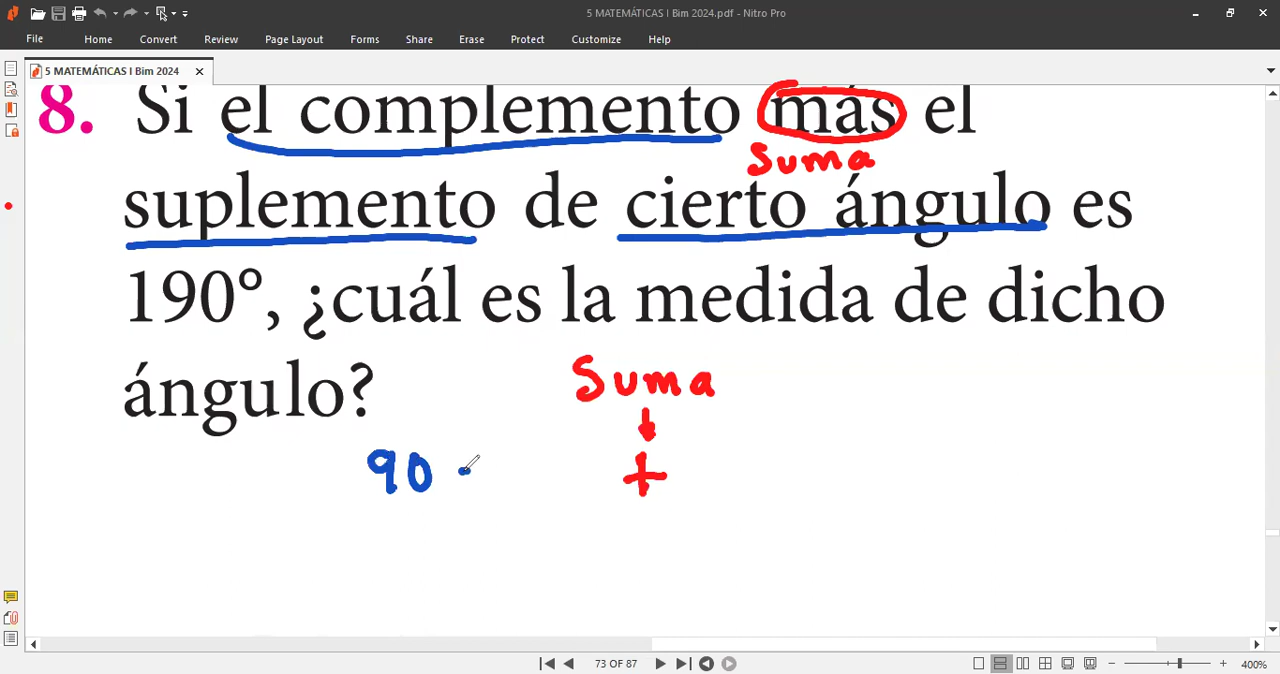 5 MATEMÁTICAS I Bim 2024.pdf - Nitro Pro
File Home Convert Review Page Layout Forms Share Erase Protect Customize Help
5 MATEMÁTICAS I Bim 2024
8. Si el complemento más el
suma
suplemento de cierto ángulo es
190°, ¿cuál es la medida de dicho
ángulo?
Suma
+
90 -
73 OF 87
400%